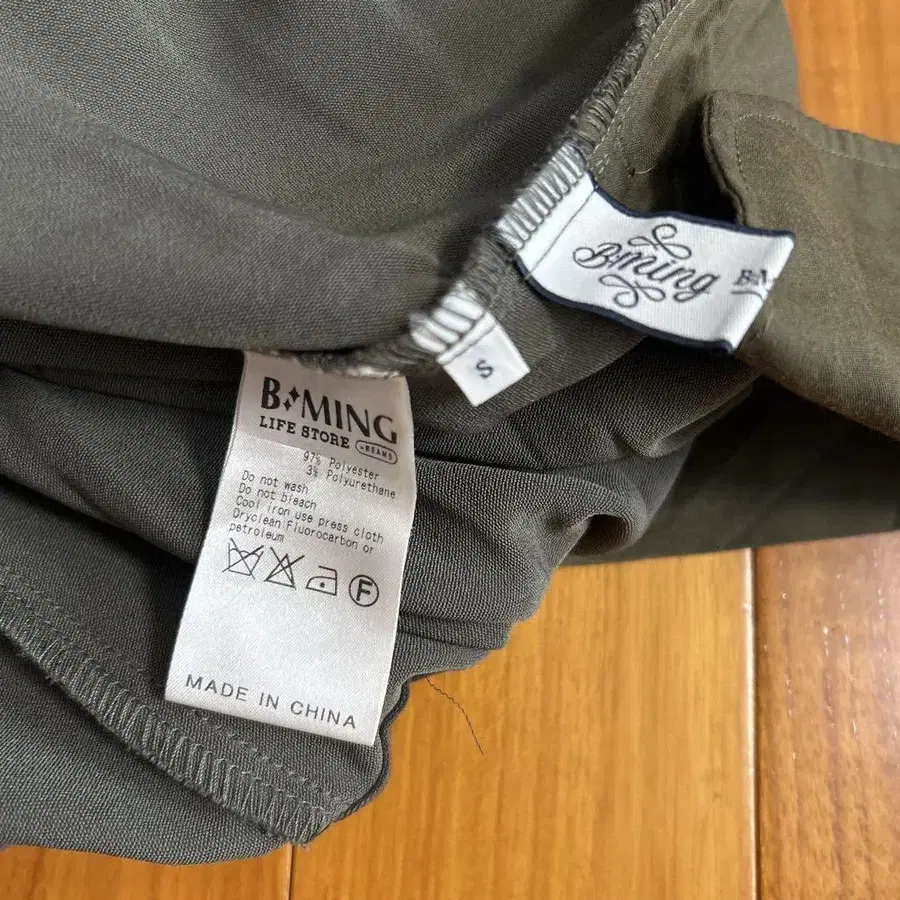 B:ming
S
B:MING
LIFE STORE by BEAMS
97% Polyester
3% Polyurethane
Do not wash
Do not bleach
Cool iron use press cloth
Dryclean Fluorocarbon or
petroleum
F
MADE IN CHINA